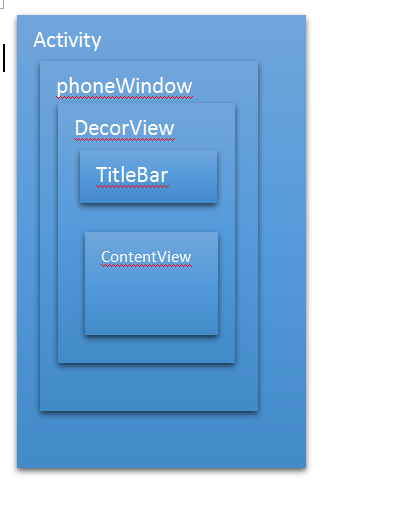 Activity
phoneWindow
DecorView
TitleBar
ContentView